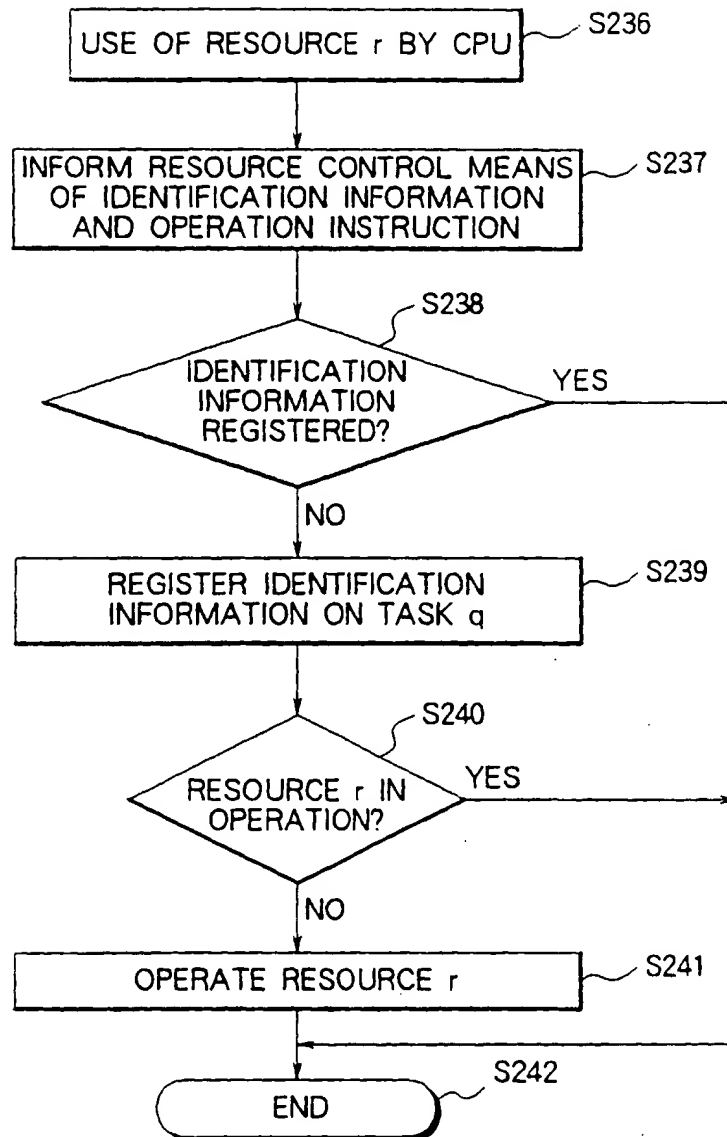 USE OF RESOURCE r BY CPU
S236
INFORM RESOURCE CONTROL MEANS
OF IDENTIFICATION INFORMATION
AND OPERATION INSTRUCTION
S237
S238
IDENTIFICATION
INFORMATION
REGISTERED?
YES
NO
REGISTER IDENTIFICATION
INFORMATION ON TASK q
S239
S240
RESOURCE r IN
OPERATION?
YES
NO
OPERATE RESOURCE r
S241
END
S242